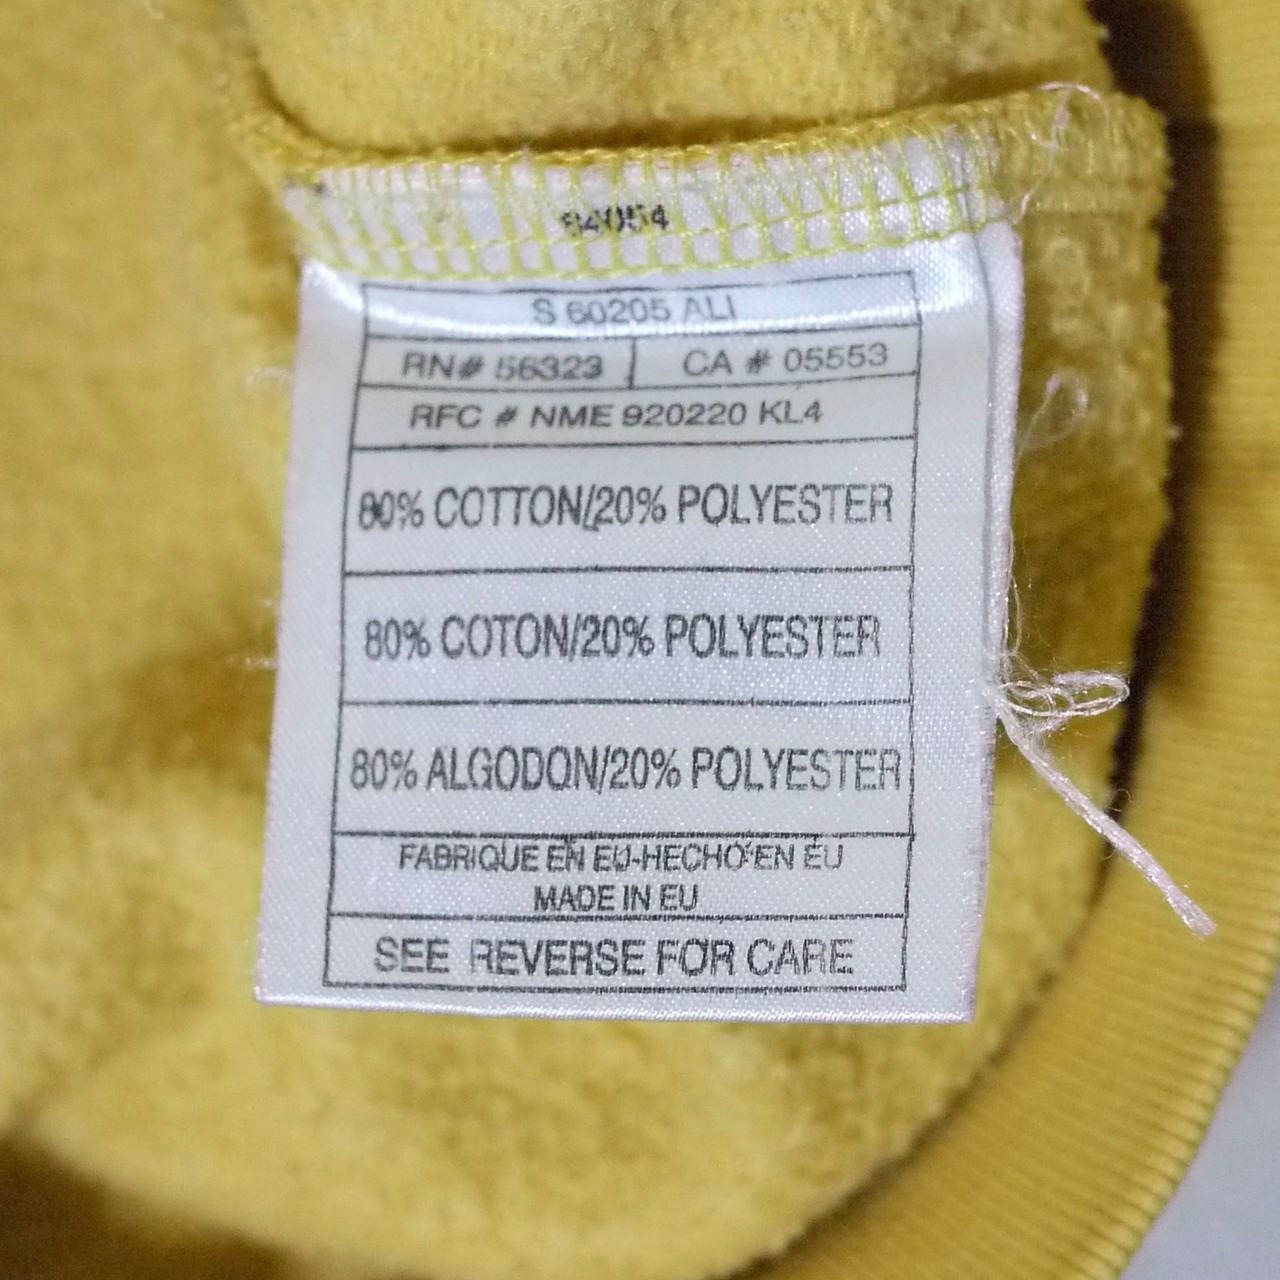 84054
S 60205 ALI
RN# 56323 CA # 05553
RFC # NME 920220 KL4
80% COTTON/20% POLYESTER
80% COTON/20% POLYESTER
80% ALGODON/20% POLYESTER
FABRIQUE EN EU-HECHO EN EU
MADE IN EU
SEE REVERSE FOR CARE